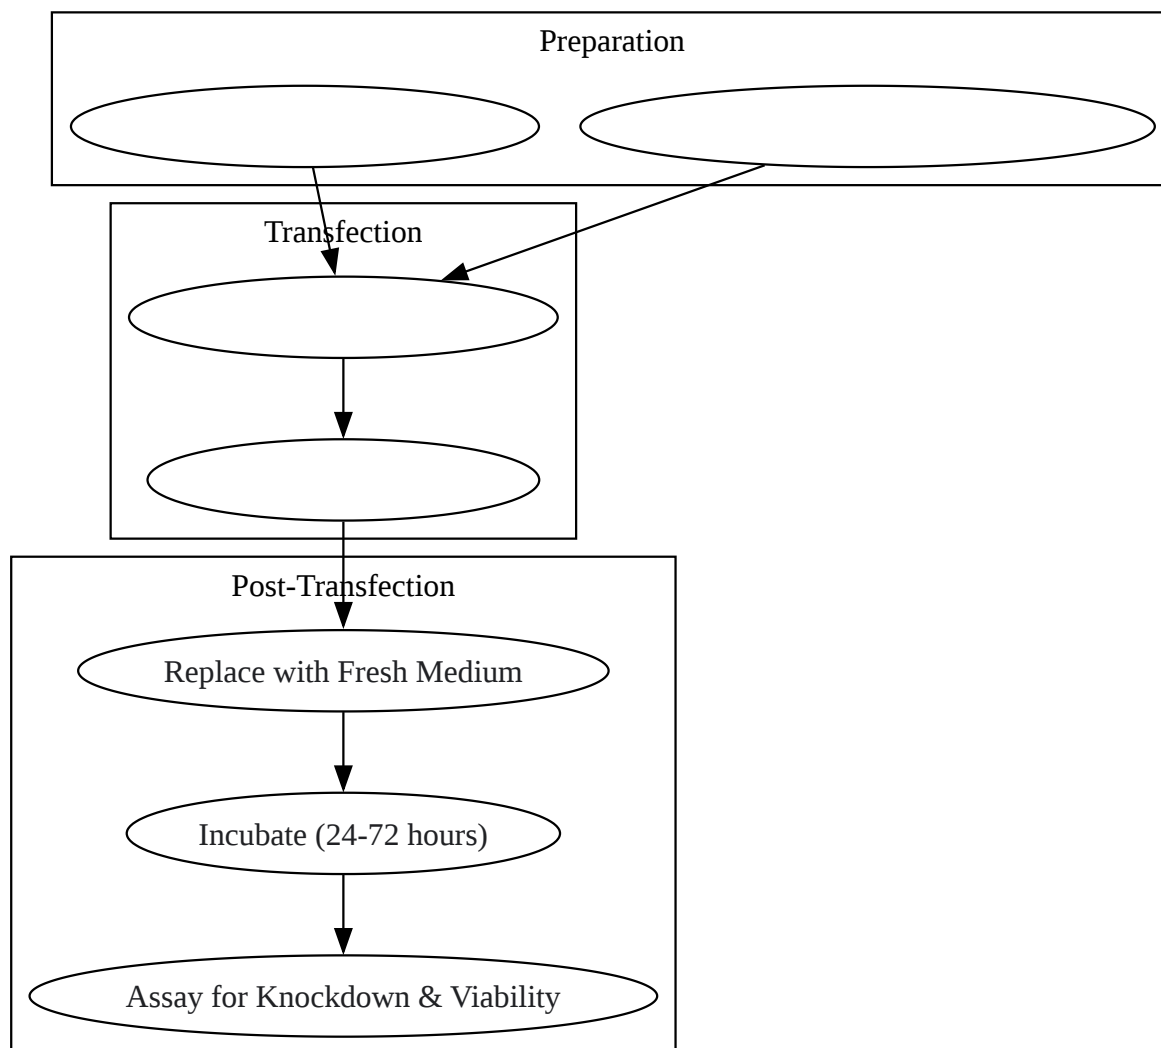 Preparation
Transfection
Post-Transfection
Replace with Fresh Medium
Incubate (24-72 hours)
Assay for Knockdown & Viability